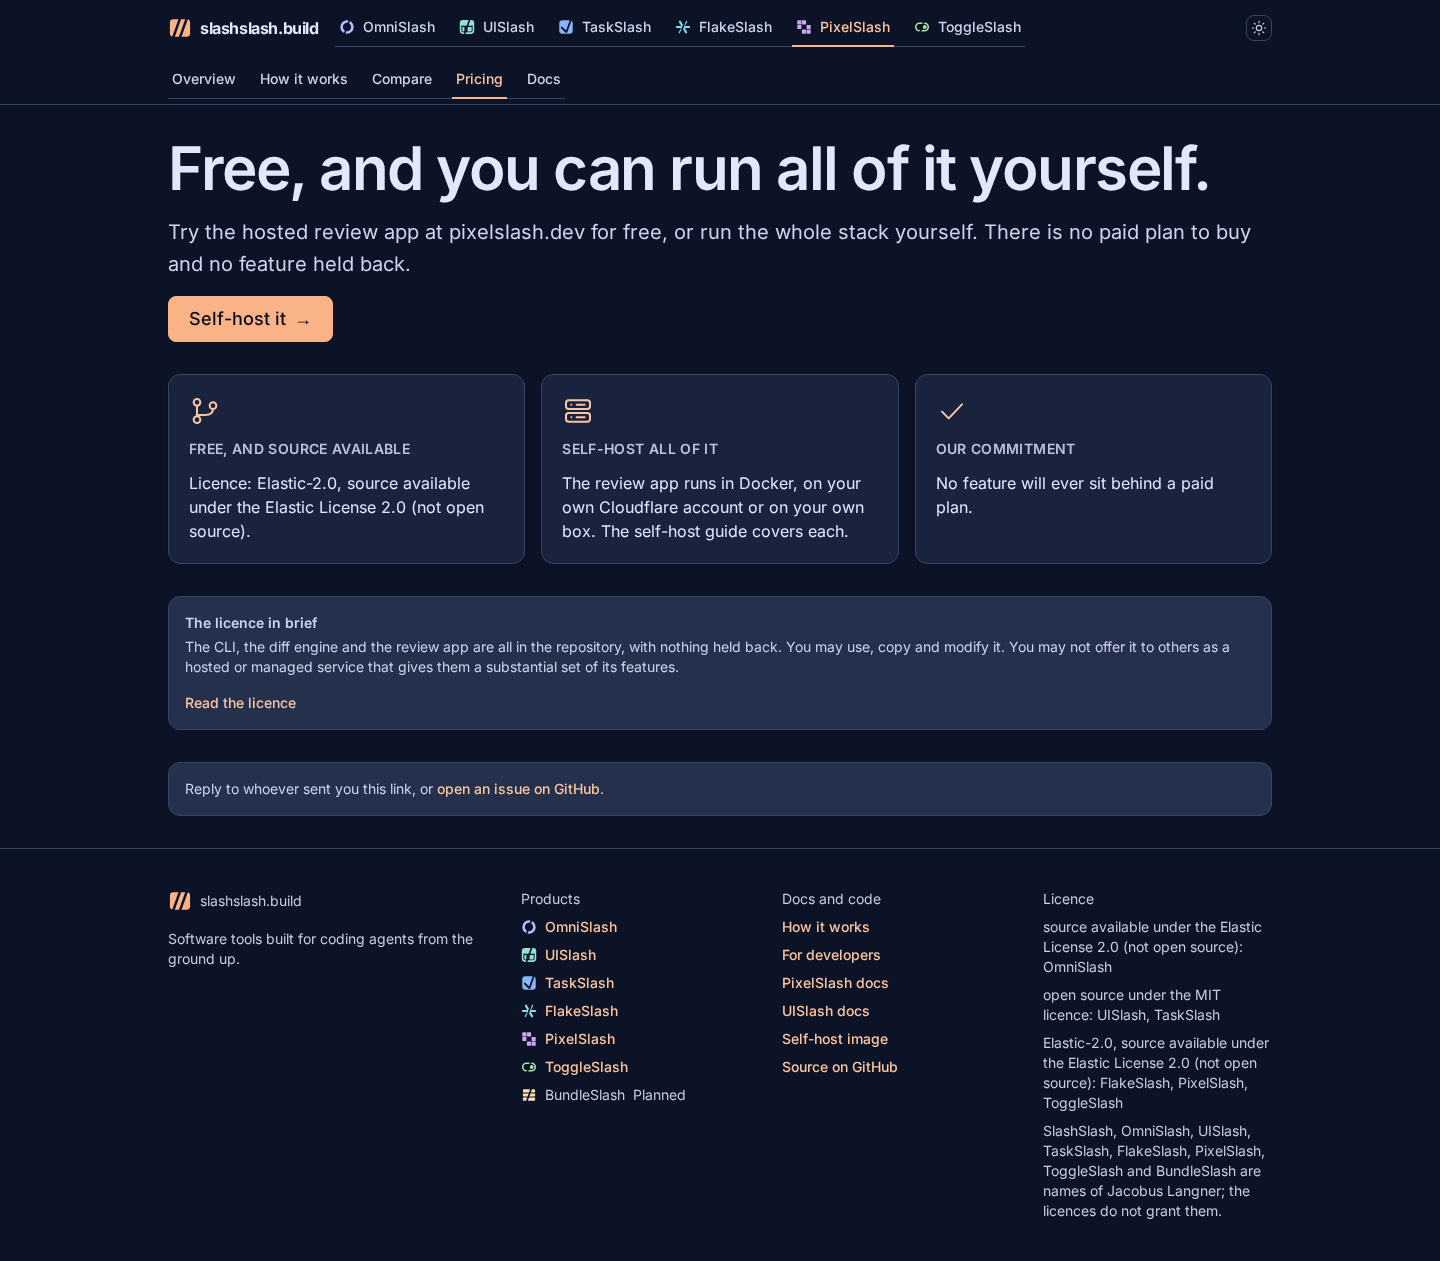 slashslash.build
OmniSlash
UISlash
TaskSlash
FlakeSlash
PixelSlash
ToggleSlash
Overview
How it works
Compare
Pricing
Docs
Free, and you can run all of it yourself.
Try the hosted review app at pixelslash.dev for free, or run the whole stack yourself. There is no paid plan to buy
and no feature held back.
Self-host it →
FREE, AND SOURCE AVAILABLE
Licence: Elastic-2.0, source available
under the Elastic License 2.0 (not open
source).
SELF-HOST ALL OF IT
The review app runs in Docker, on your
own Cloudflare account or on your own
box. The self-host guide covers each.
OUR COMMITMENT
No feature will ever sit behind a paid
plan.
The licence in brief
The CLI, the diff engine and the review app are all in the repository, with nothing held back. You may use, copy and modify it. You may not offer it to others as a
hosted or managed service that gives them a substantial set of its features.
Read the licence
Reply to whoever sent you this link, or open an issue on GitHub.
slashslash.build
Software tools built for coding agents from the
ground up.
Products
OmniSlash
UISlash
TaskSlash
FlakeSlash
PixelSlash
ToggleSlash
BundleSlash Planned
Docs and code
How it works
For developers
PixelSlash docs
UISlash docs
Self-host image
Source on GitHub
Licence
source available under the Elastic
License 2.0 (not open source):
OmniSlash
open source under the MIT
licence: UISlash, TaskSlash
Elastic-2.0, source available under
the Elastic License 2.0 (not open
source): FlakeSlash, PixelSlash,
ToggleSlash
SlashSlash, OmniSlash, UISlash,
TaskSlash, FlakeSlash, PixelSlash,
ToggleSlash and BundleSlash are
names of Jacobus Langner; the
licences do not grant them.